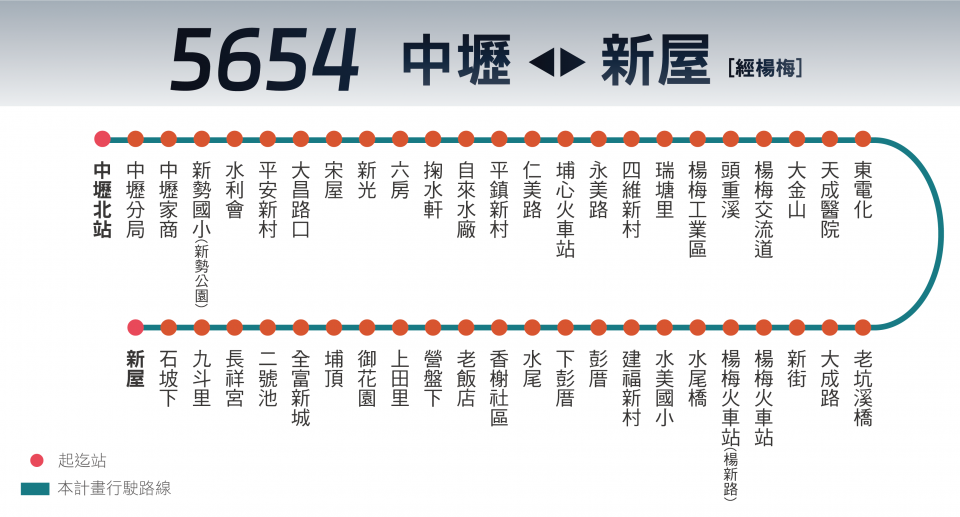 5654 中壢 ◀▶ 新屋 [經楊梅]
中壢北站
中壢分局
中壢家商
新勢國小(新勢公園)
水利會
平安新村
大昌路口
宋屋
新光
六房
掬水軒
自來水廠
平鎮新村
仁美路
埔心火車站
永美路
四維新村
瑞塘里
楊梅工業區
頭重溪
楊梅交流道
大金山
天成醫院
東電化
新屋
石坡下
九斗里
長祥宮
二號池
全富新城
埔頂
御花園
上田里
營盤下
老飯店
香榭社區
水尾
下彭厝
彭厝
建福新村
水美國小
水尾橋
楊梅火車站(楊新路)
楊梅火車站
新街
大成路
老坑溪橋
起迄站
本計畫行駛路線